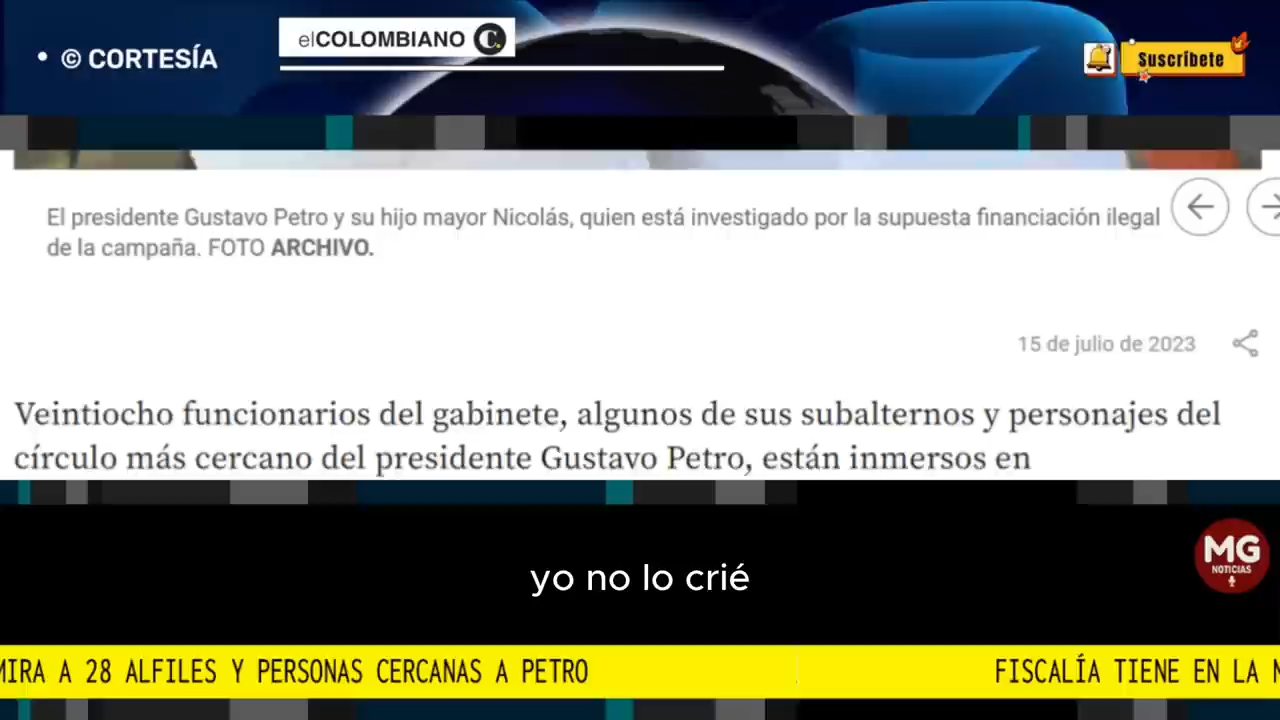 • © CORTESÍA
elCOLOMBIANO C.
Suscríbete
El presidente Gustavo Petro y su hijo mayor Nicolás, quien está investigado por la supuesta financiación ilegal
de la campaña. FOTO ARCHIVO.
15 de julio de 2023
Veintiocho funcionarios del gabinete, algunos de sus subalternos y personajes del
círculo más cercano del presidente Gustavo Petro, están inmersos en
MG
NOTICIAS
yo no lo crié
MIRA A 28 ALFILES Y PERSONAS CERCANAS A PETRO
FISCALÍA TIENE EN LA M